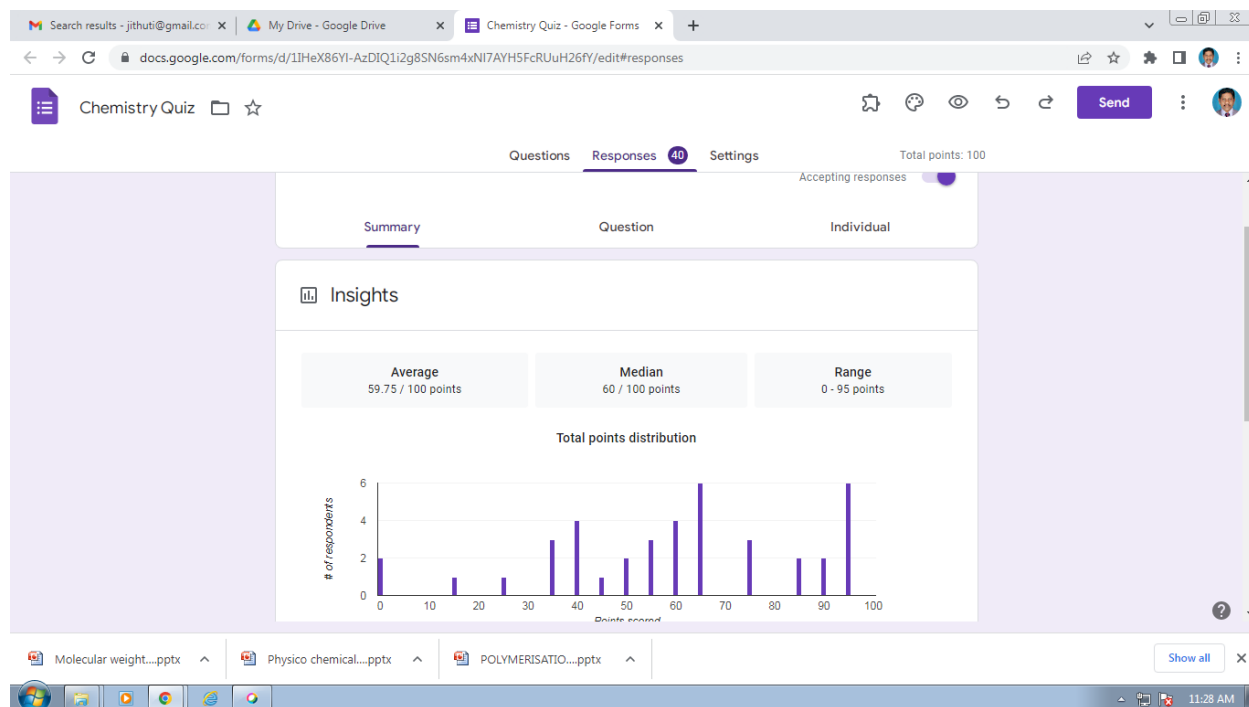 Search results - jithuti@gmail.co
My Drive - Google Drive
Chemistry Quiz - Google Forms
docs.google.com/forms/d/1IHeX86YI-AzDIQ1i2g8SN6sm4xNI7AYH5FcRUuH26fY/edit#responses
Chemistry Quiz
Send
Questions Responses 40 Settings Total points: 100
Accepting responses
Summary Question Individual
Insights
Average Median Range
59.75 / 100 points 60 / 100 points 0 - 95 points
Total points distribution
# of respondents
6
4
2
0
0 10 20 30 40 50 60 70 80 90 100
Points scored
Molecular weight....pptx Physico chemical....pptx POLYMERISATIO....pptx Show all
11:28 AM